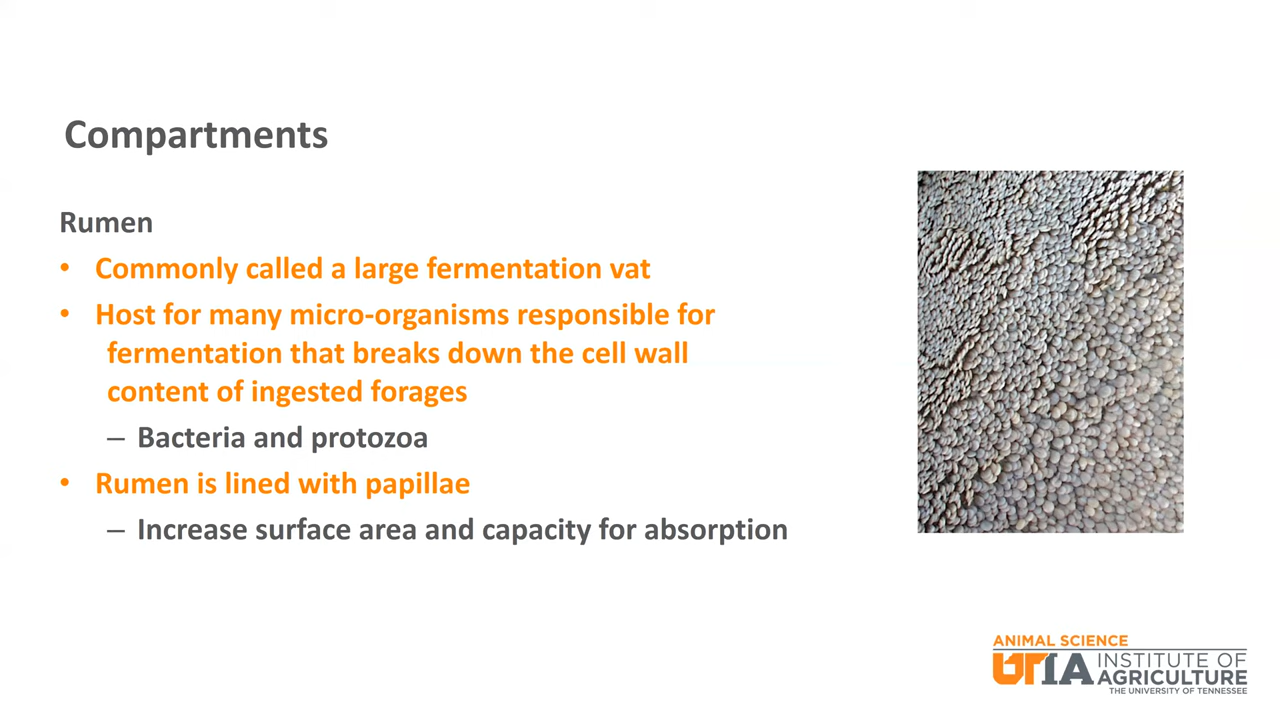 Compartments
Rumen
• Commonly called a large fermentation vat
• Host for many micro-organisms responsible for
fermentation that breaks down the cell wall
content of ingested forages
– Bacteria and protozoa
• Rumen is lined with papillae
– Increase surface area and capacity for absorption
ANIMAL SCIENCE
UTIA INSTITUTE OF
AGRICULTURE
THE UNIVERSITY OF TENNESSEE